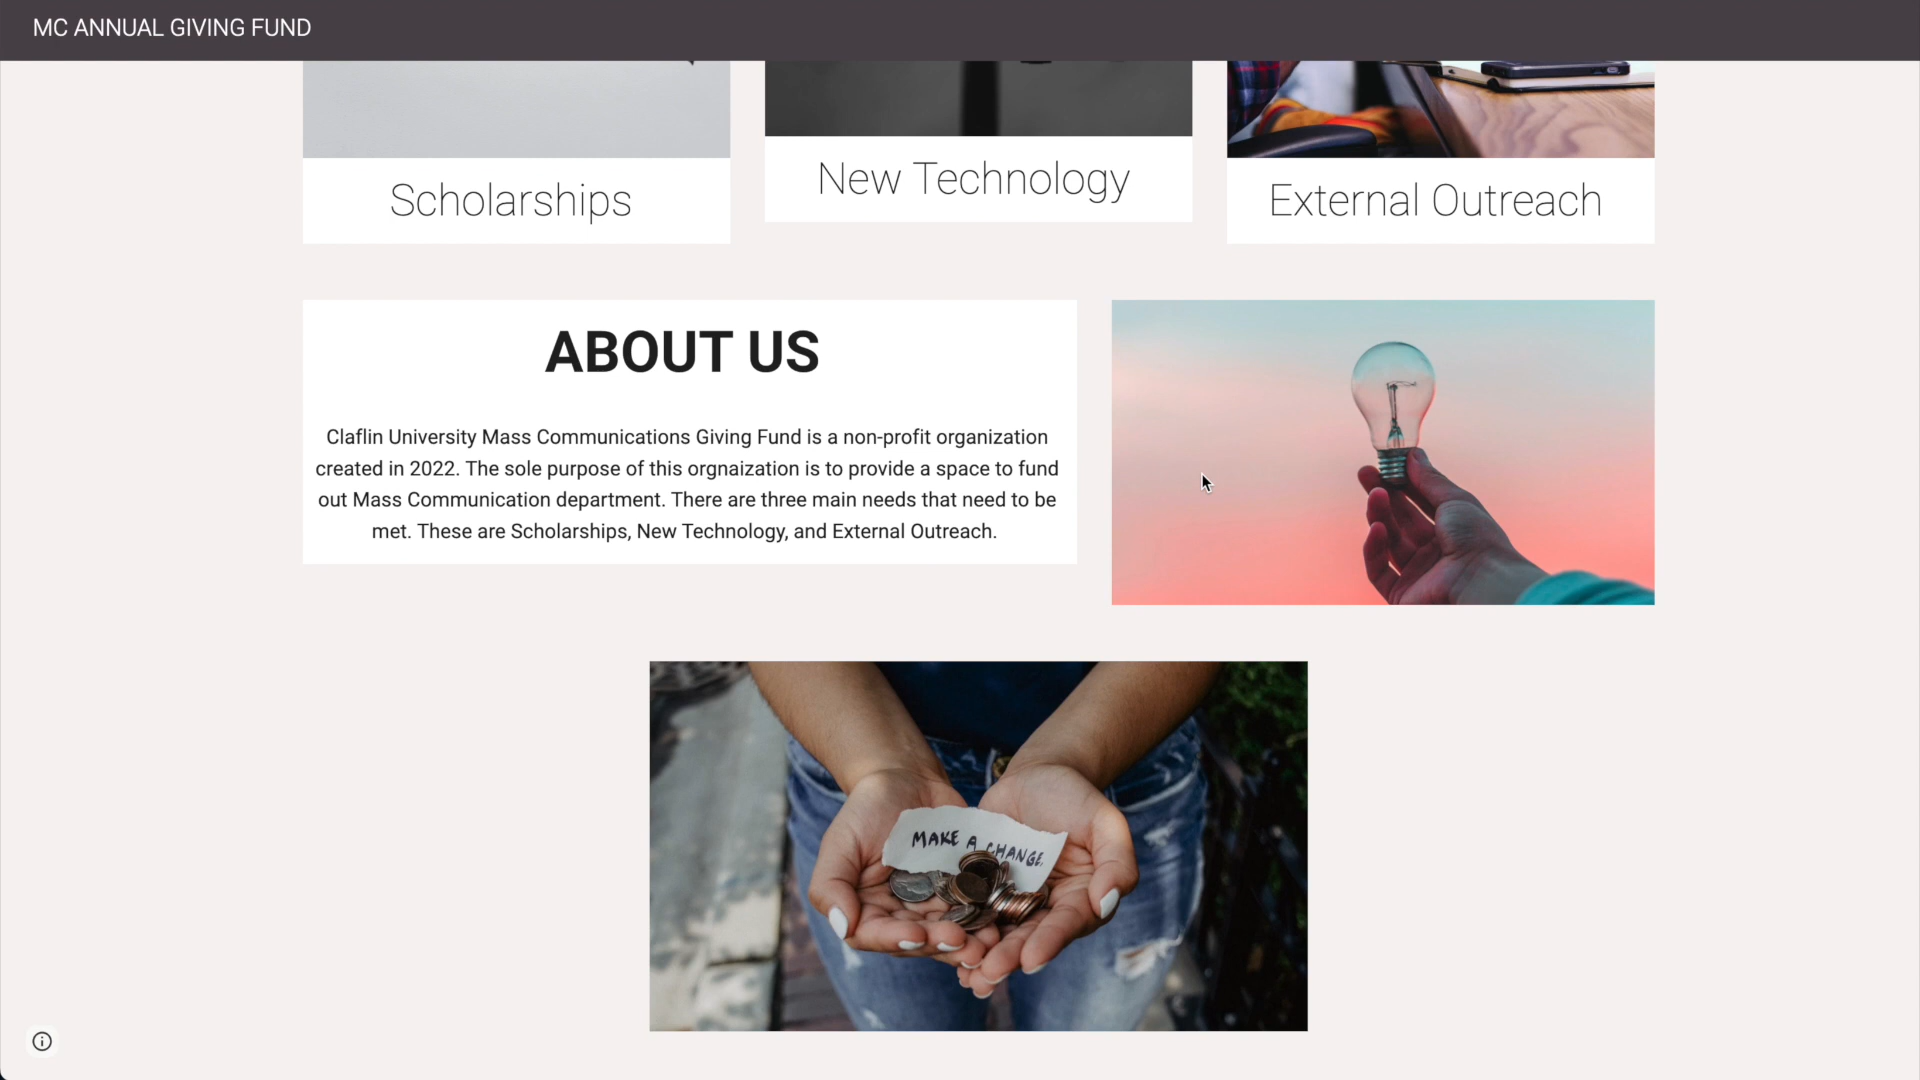 MC ANNUAL GIVING FUND
Scholarships
New Technology
External Outreach
ABOUT US
Claflin University Mass Communications Giving Fund is a non-profit organization
created in 2022. The sole purpose of this orgnaization is to provide a space to fund
out Mass Communication department. There are three main needs that need to be
met. These are Scholarships, New Technology, and External Outreach.
MAKE A CHANGE.